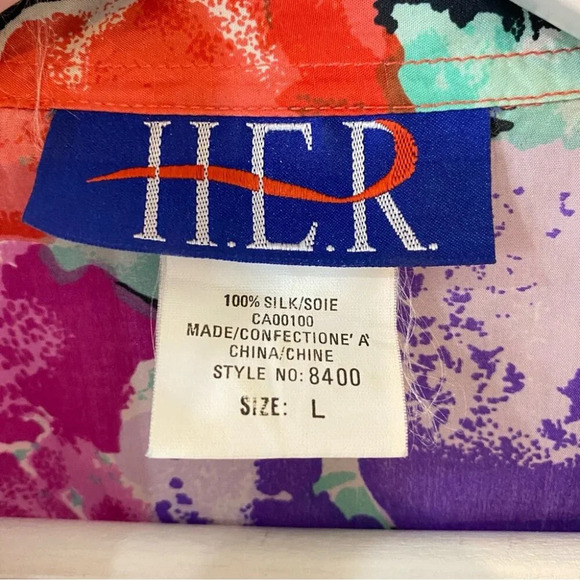 H.E.R.
100% SILK/SOIE
CA00100
MADE/CONFECTIONE' A'
CHINA/CHINE
STYLE NO: 8400
SIZE: L